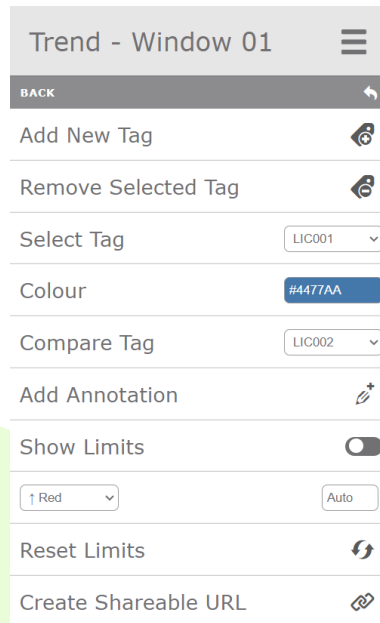 Trend - Window 01
BACK
Add New Tag
Remove Selected Tag
Select Tag LIC001
Colour #4477AA
Compare Tag LIC002
Add Annotation
Show Limits
↑ Red Auto
Reset Limits
Create Shareable URL